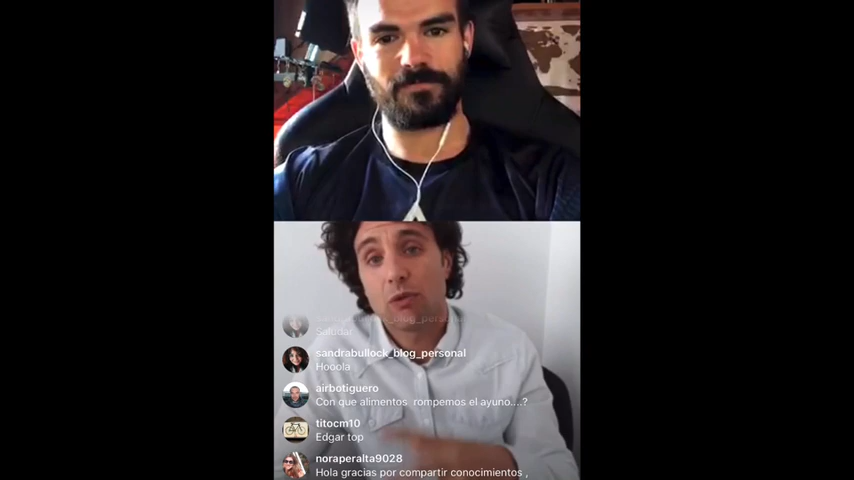 Saludar
sandrabullock_blog_personal
Hooola
airbotiguero
Con que alimentos rompemos el ayuno....?
titocm10
Edgar top
noraperalta9028
Hola gracias por compartir conocimientos ,